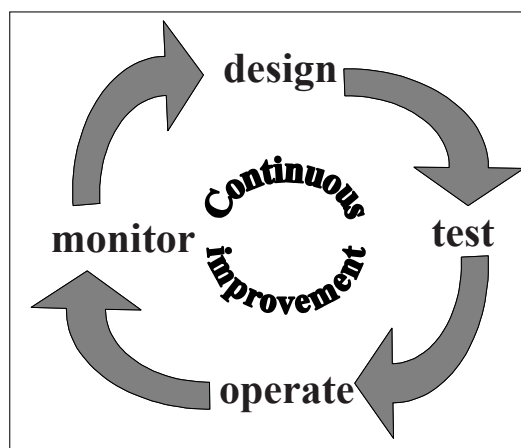 design
Continuous
monitor
test
improvement
operate